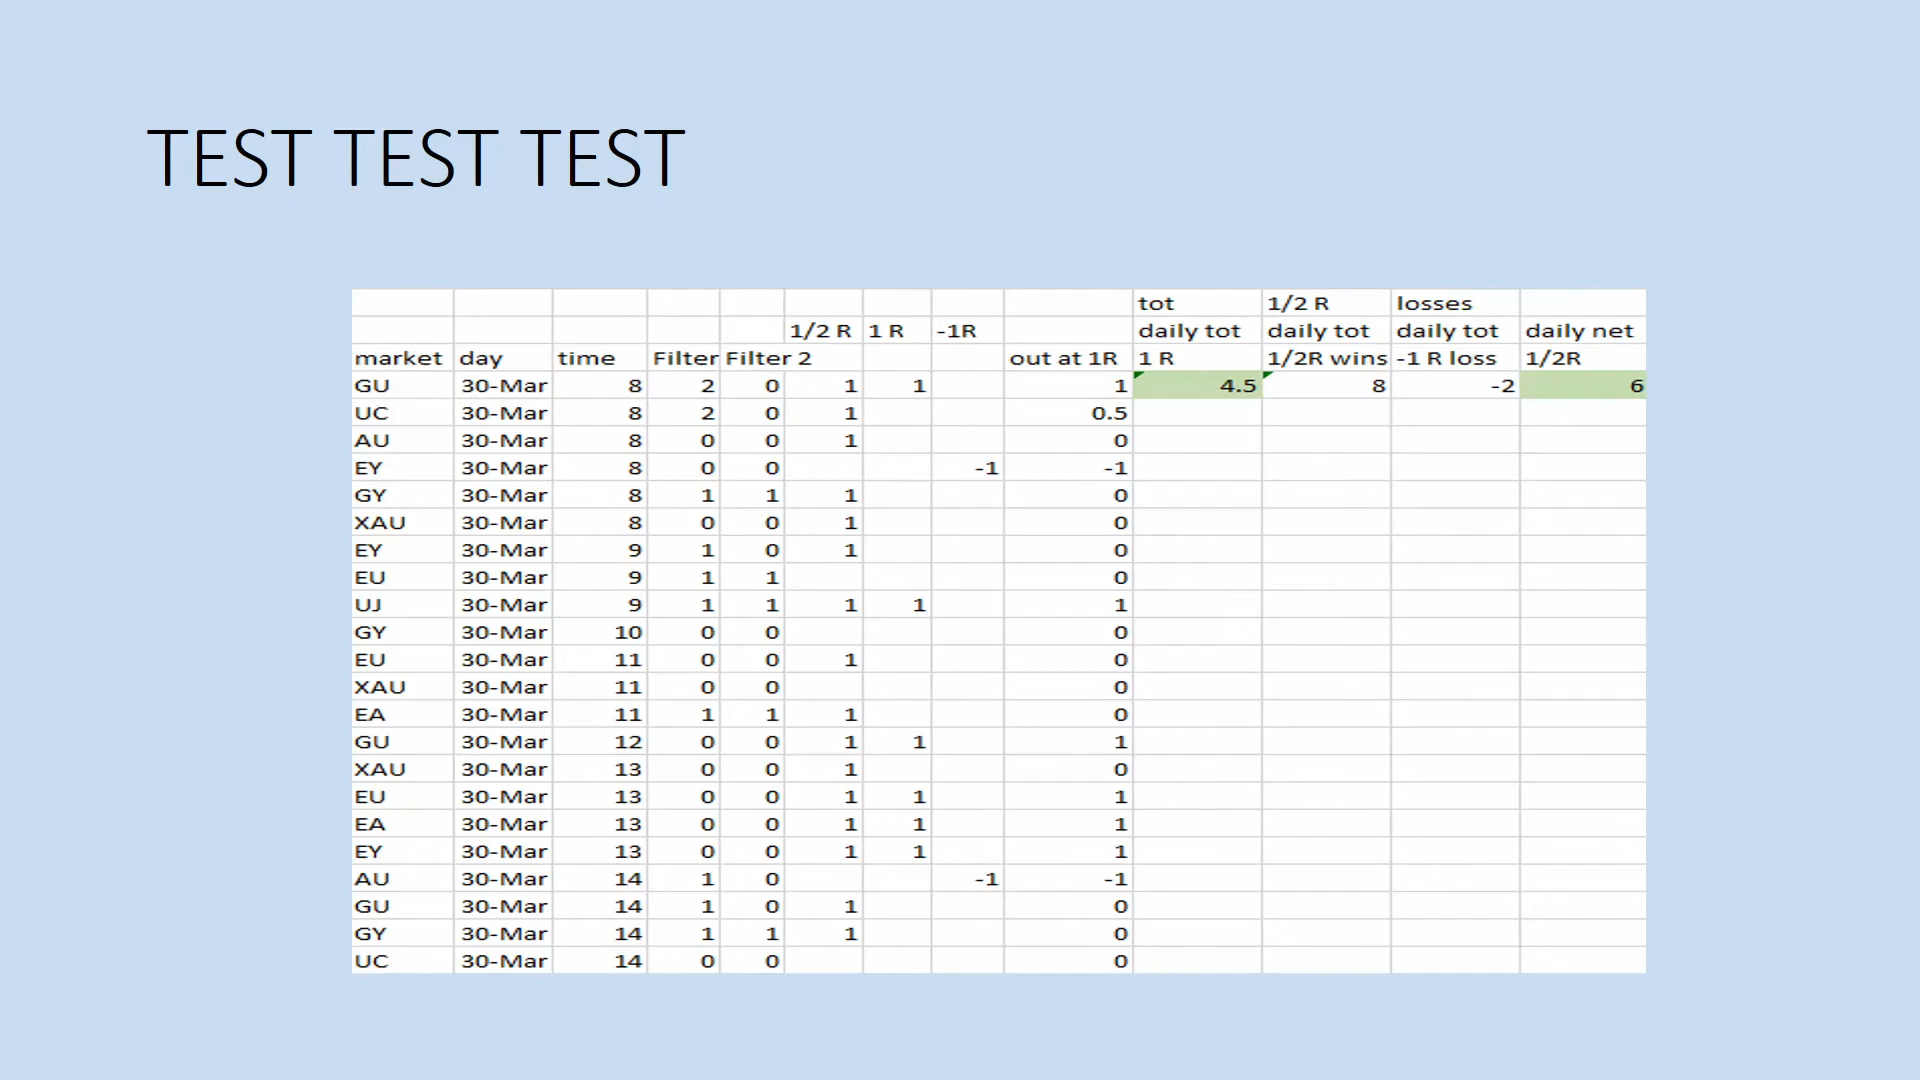 TEST TEST TEST
tot 1/2 R losses
1/2 R 1 R -1R daily tot daily tot daily tot daily net
market day time Filter Filter 2 out at 1R 1 R 1/2R wins -1 R loss 1/2R
GU 30-Mar 8 2 0 1 1 1 4.5 8 -2 6
UC 30-Mar 8 2 0 1 0.5
AU 30-Mar 8 0 0 1 0
EY 30-Mar 8 0 0 -1 -1
GY 30-Mar 8 1 1 1 0
XAU 30-Mar 8 0 0 1 0
EY 30-Mar 9 1 0 1 0
EU 30-Mar 9 1 1 0
UJ 30-Mar 9 1 1 1 1 1
GY 30-Mar 10 0 0 0
EU 30-Mar 11 0 0 1 0
XAU 30-Mar 11 0 0 0
EA 30-Mar 11 1 1 1 0
GU 30-Mar 12 0 0 1 1 1
XAU 30-Mar 13 0 0 1 0
EU 30-Mar 13 0 0 1 1 1
EA 30-Mar 13 0 0 1 1 1
EY 30-Mar 13 0 0 1 1 1
AU 30-Mar 14 1 0 -1 -1
GU 30-Mar 14 1 0 1 0
GY 30-Mar 14 1 1 1 0
UC 30-Mar 14 0 0 0